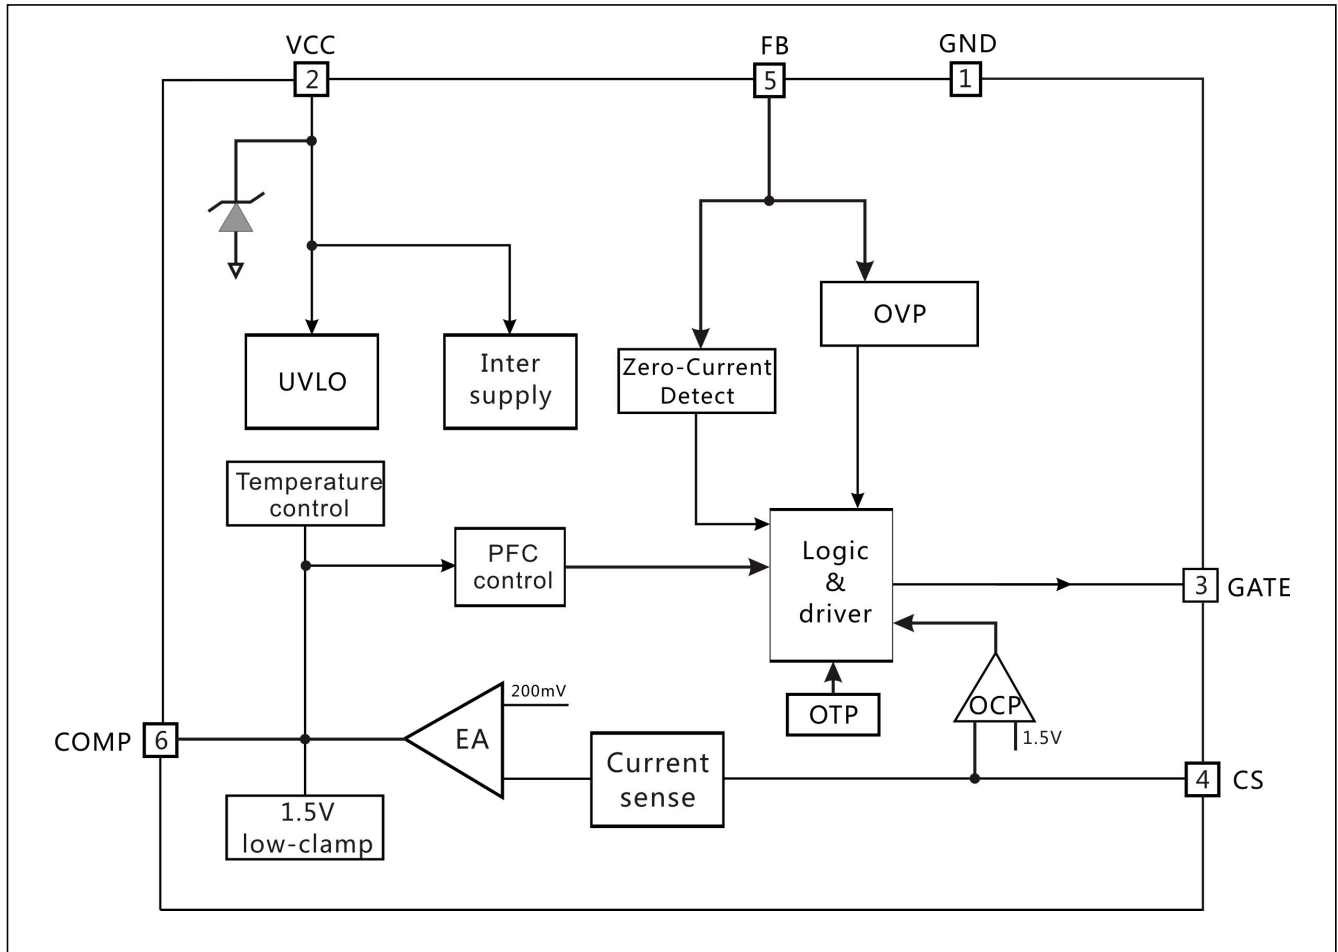 VCC
FB
GND
2
5
1
OVP
UVLO
Inter
supply
Zero-Current
Detect
Temperature
control
PFC
control
Logic
&
driver
3
GATE
200mV
EA
OTP
OCP
1.5V
COMP
6
Current
sense
4
CS
1.5V
low-clamp